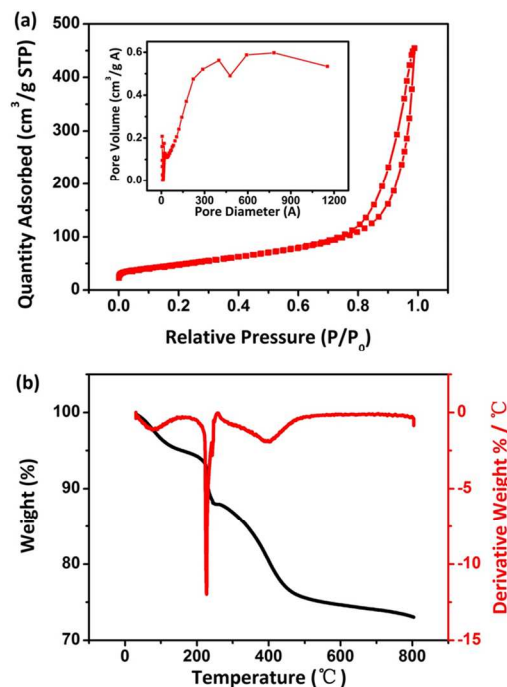 (a)
Quantity Adsorbed (cm³/g STP)
500
400
300
200
100
0
0.0 0.2 0.4 0.6 0.8 1.0
Relative Pressure (P/P₀)
Pore Volume (cm³/g A)
0.6
0.4
0.2
0.0
0 300 600 900 1200
Pore Diameter (A)
(b)
Weight (%)
100
90
80
70
0 200 400 600 800
Temperature (℃)
0
-5
-10
-15
Derivative Weight % / ℃